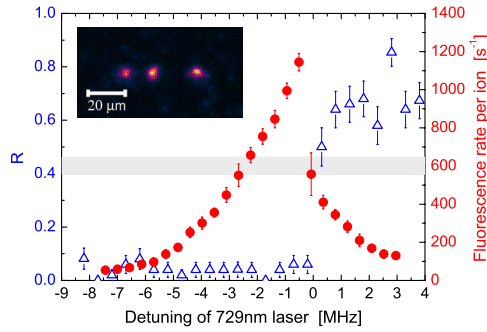 1.0
0.8
0.6
0.4
0.2
0.0
R
20 µm
1400
1200
1000
800
600
400
200
0
Fluorescence rate per ion [s⁻¹]
-9 -8 -7 -6 -5 -4 -3 -2 -1 0 1 2 3 4
Detuning of 729nm laser [MHz]